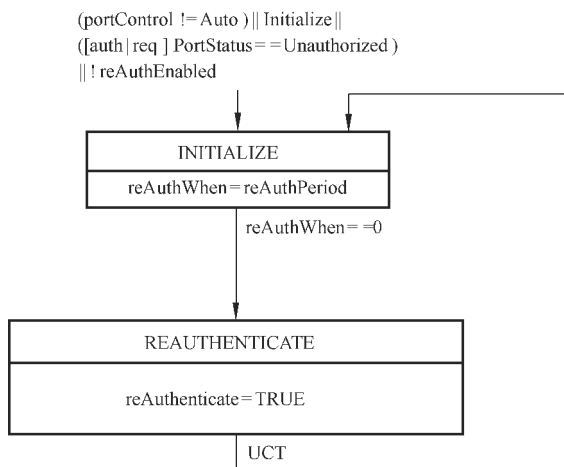 (portControl !=Auto ) || Initialize ||
([auth|req ] PortStatus= =Unauthorized )
|| ! reAuthEnabled
INITIALIZE
reAuthWhen=reAuthPeriod
reAuthWhen= =0
REAUTHENTICATE
reAuthenticate=TRUE
UCT